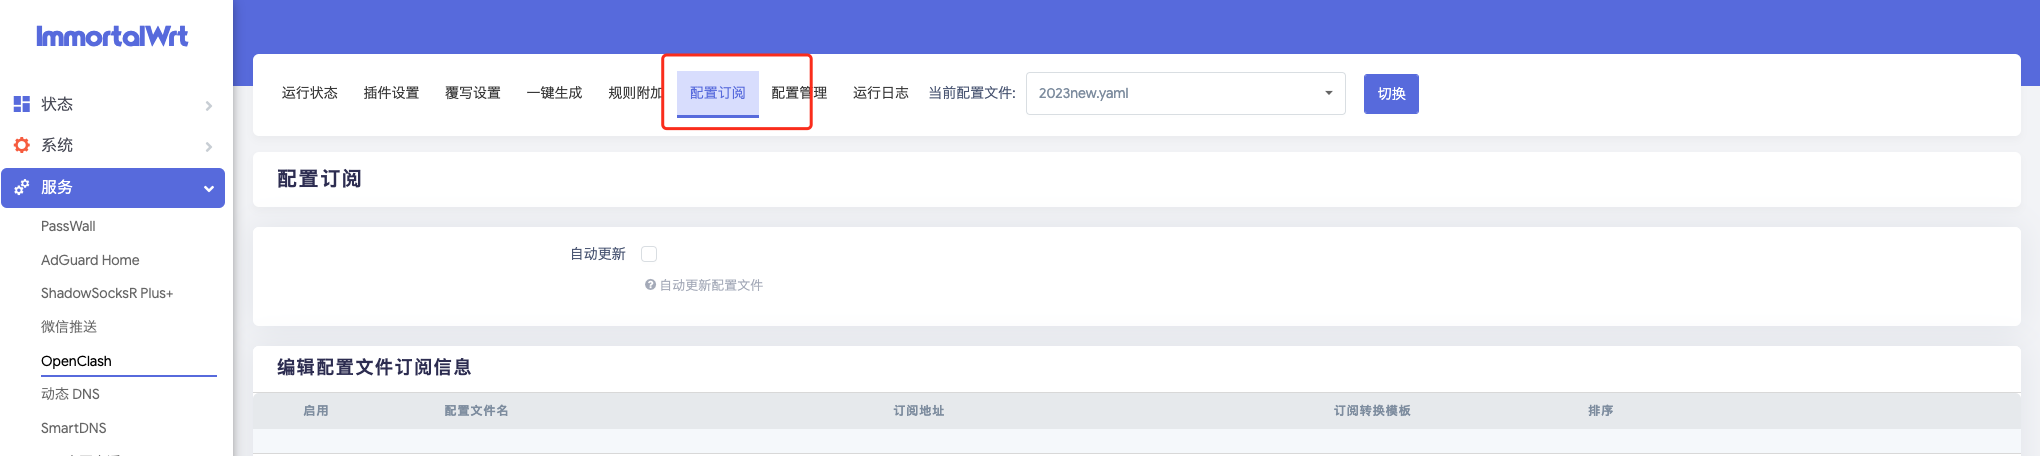 ImmortalWrt
状态
系统
服务
PassWall
AdGuard Home
ShadowSocksR Plus+
微信推送
OpenClash
动态 DNS
SmartDNS
运行状态 插件设置 覆写设置 一键生成 规则附加 配置订阅 配置管理 运行日志 当前配置文件: 2023new.yaml 切换
配置订阅
自动更新
自动更新配置文件
编辑配置文件订阅信息
启用 配置文件名 订阅地址 订阅转换模板 排序